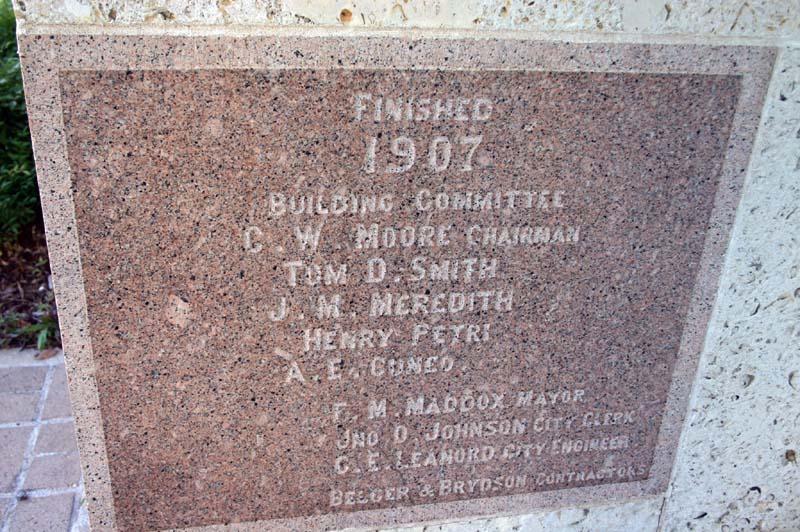 FINISHED
1907
BUILDING COMMITTEE
C. W. MOORE CHAIRMAN
TOM D. SMITH
J. M. MEREDITH
HENRY PETRI
A. E. CUNEO
F. M. MADDOX MAYOR
JNO D. JOHNSON CITY CLERK
C. E. LEANORD CITY ENGINEER
BELGER & BRYDSON CONTRACTORS